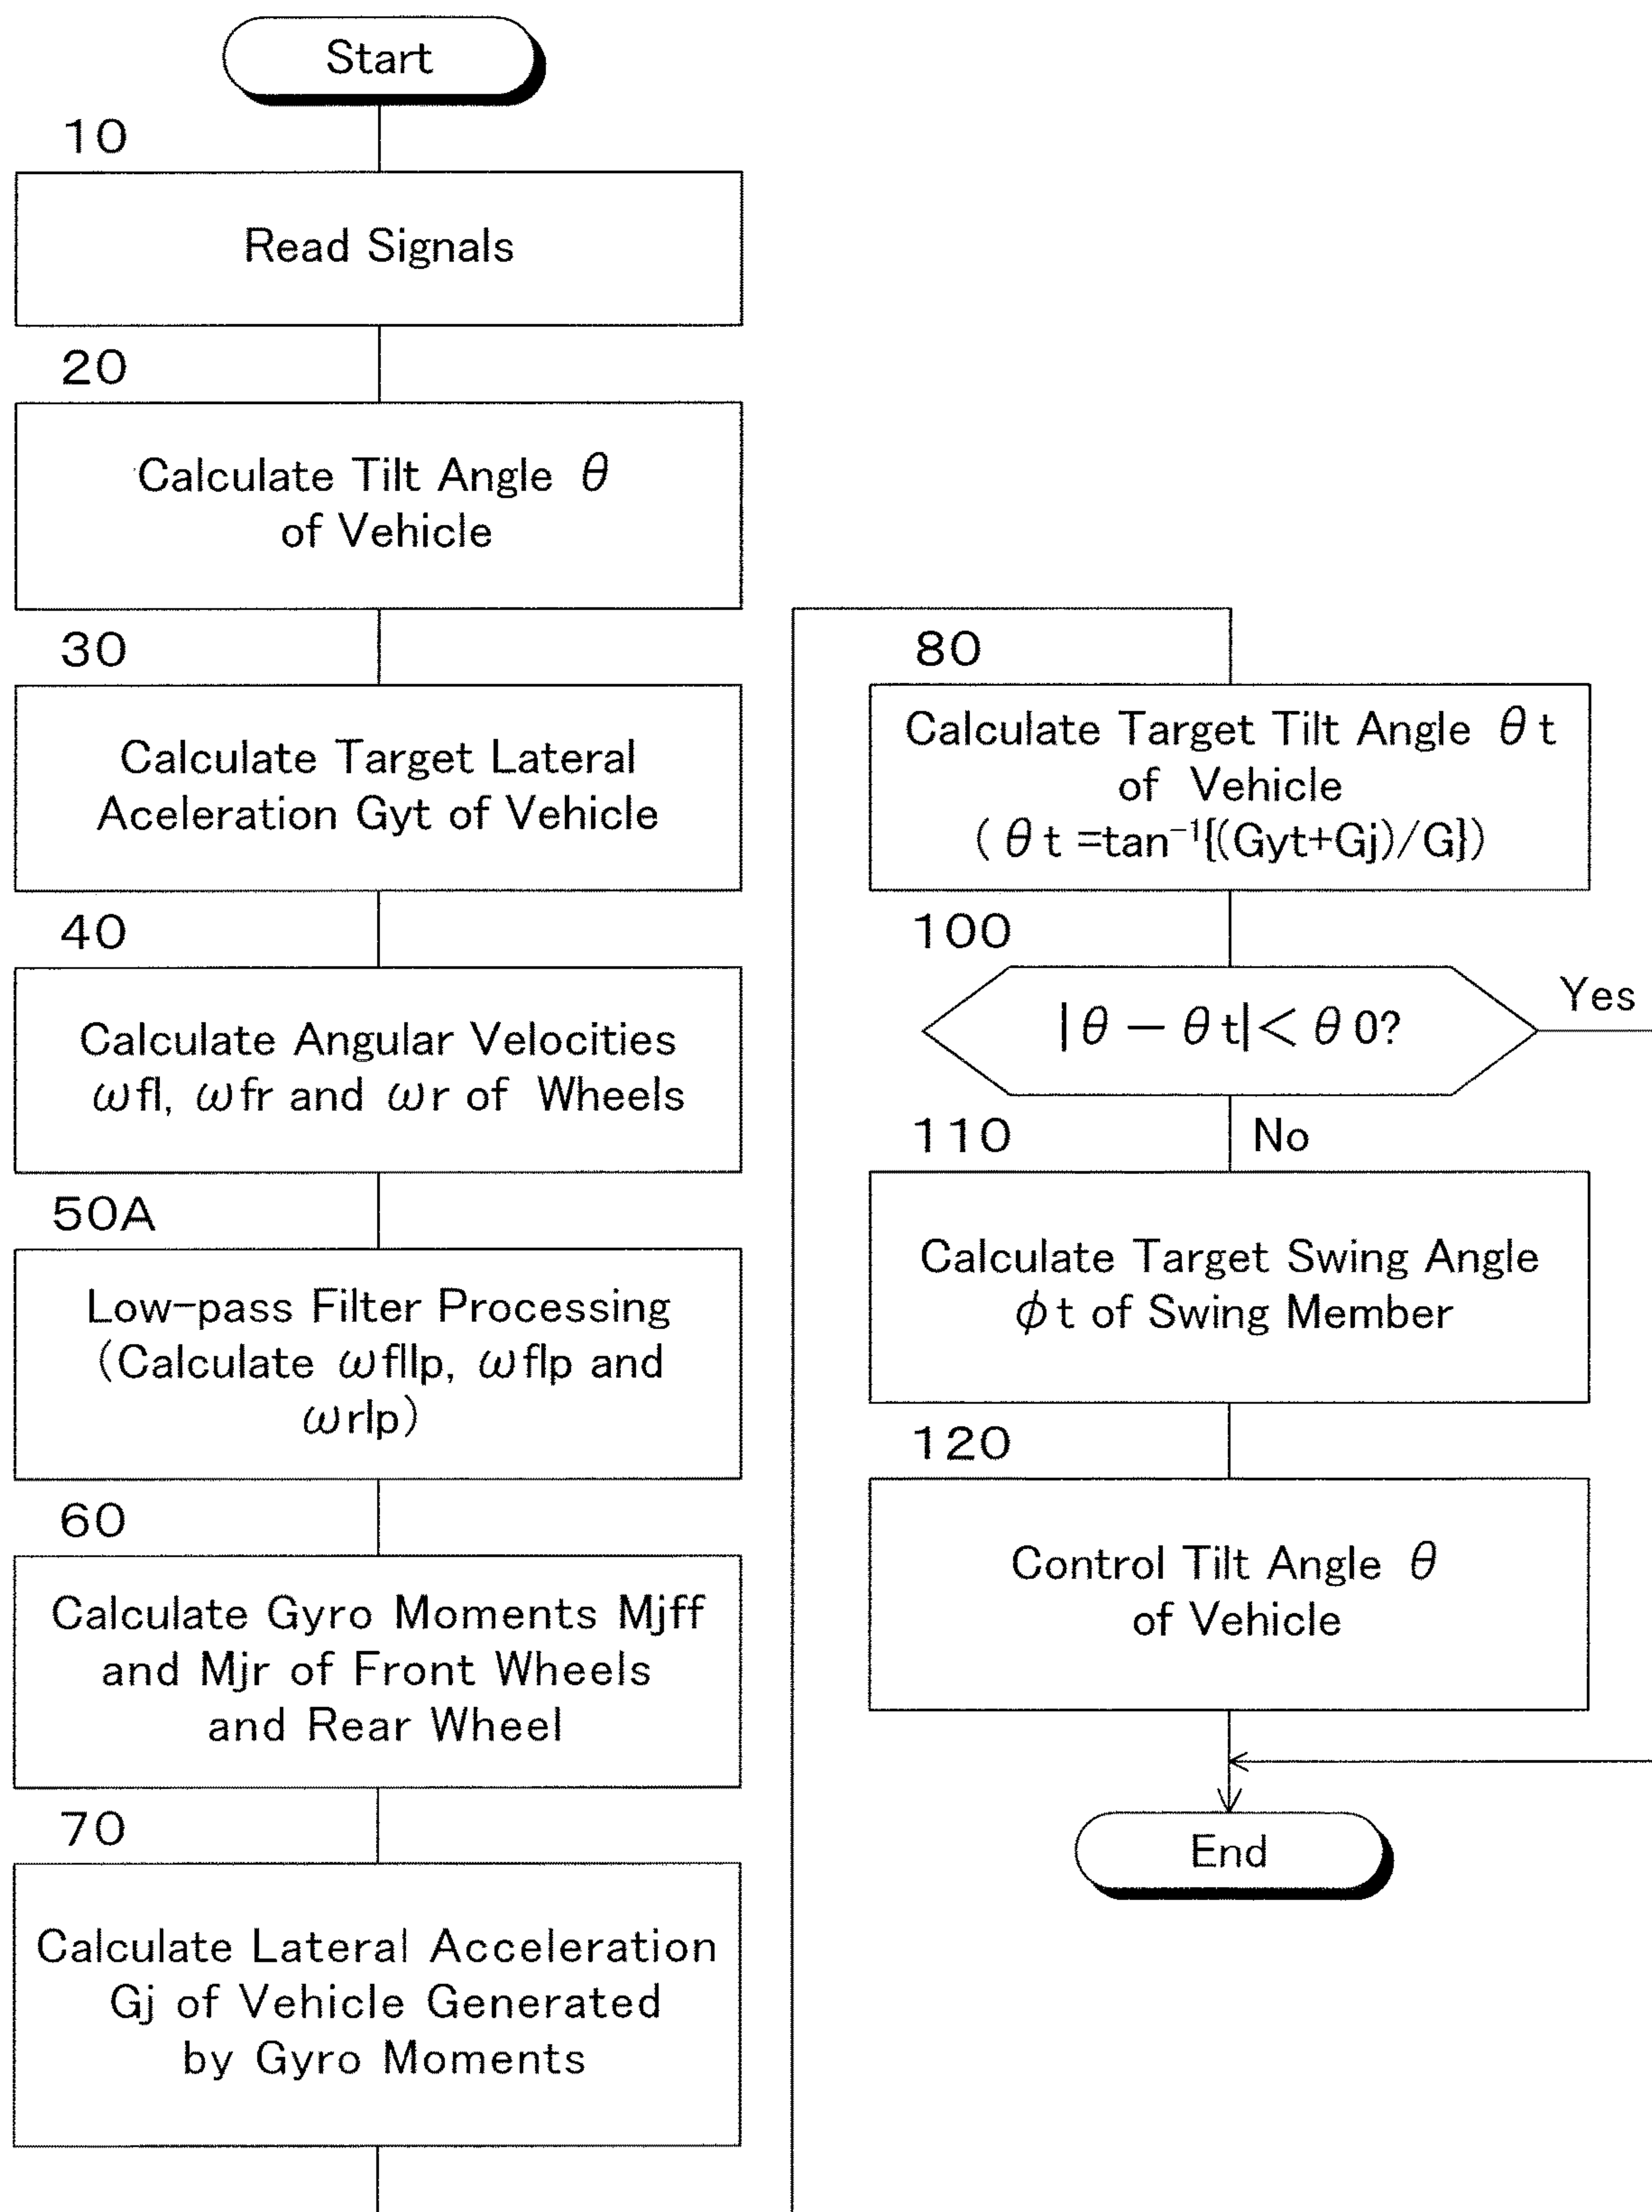 Start
10
Read Signals
20
Calculate Tilt Angle θ
of Vehicle
30
Calculate Target Lateral
Aceleration Gyt of Vehicle
40
Calculate Angular Velocities
ωfl, ωfr and ωr of Wheels
50A
Low-pass Filter Processing
(Calculate ωfllp, ωflp and
ωrlp)
60
Calculate Gyro Moments Mjff
and Mjr of Front Wheels
and Rear Wheel
70
Calculate Lateral Acceleration
Gj of Vehicle Generated
by Gyro Moments
80
Calculate Target Tilt Angle θt
of Vehicle
(θt =tan⁻¹{(Gyt+Gj)/G})
100
|θ − θt| < θ0?
Yes
110
No
Calculate Target Swing Angle
φt of Swing Member
120
Control Tilt Angle θ
of Vehicle
End